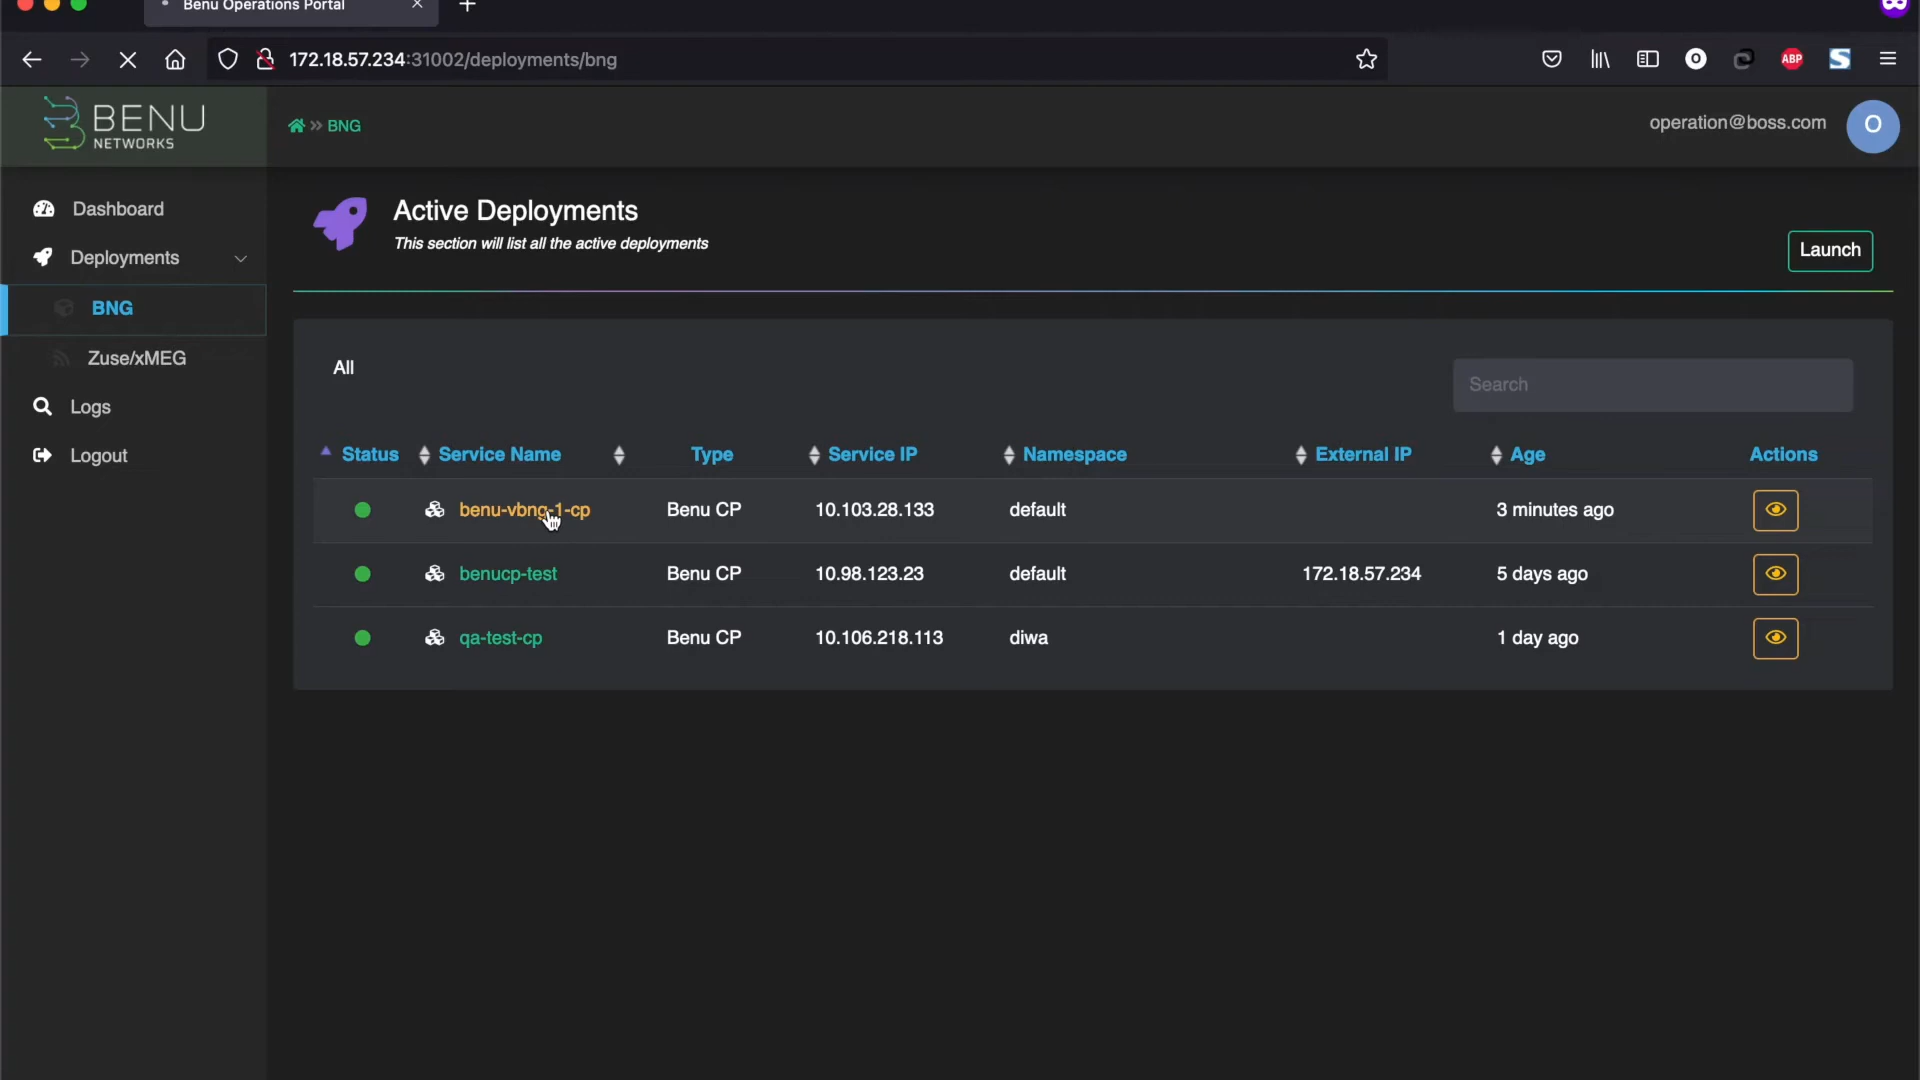 Benu Operations Portal
172.18.57.234:31002/deployments/bng
ABP
S
BENU
NETWORKS
BNG
operation@boss.com
O
Dashboard
Deployments
BNG
Zuse/xMEG
Logs
Logout
Active Deployments
This section will list all the active deployments
Launch
All
Search
Status Service Name Type Service IP Namespace External IP Age Actions
benu-vbng-1-cp Benu CP 10.103.28.133 default 3 minutes ago
benucp-test Benu CP 10.98.123.23 default 172.18.57.234 5 days ago
qa-test-cp Benu CP 10.106.218.113 diwa 1 day ago